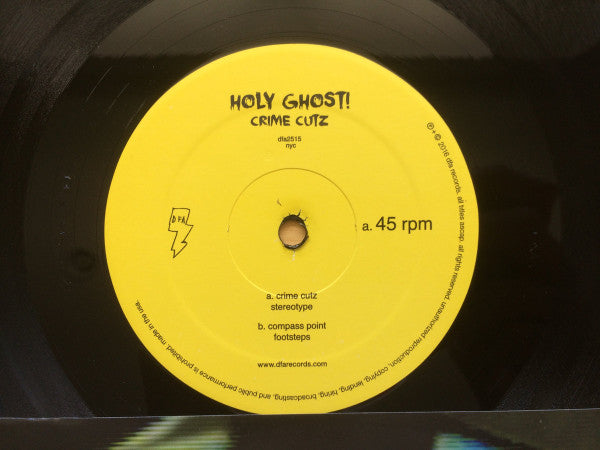 HOLY GHOST!
CRIME CUTZ
dfa2515
nyc
DFA
a. 45 rpm
a. crime cutz
stereotype
b. compass point
footsteps
www.dfarecords.com
℗ + © 2016 dfa records. all titles ascap. all rights reserved. unauthorized reproduction, copying, lending, hiring, broadcasting, and public performance is prohibited. made in the usa.